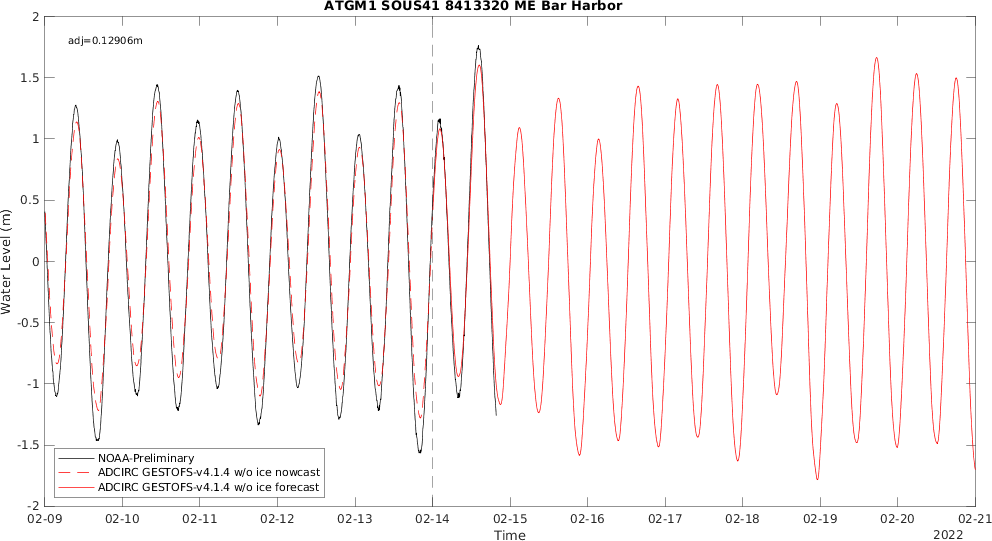 ATGM1 SOUS41 8413320 ME Bar Harbor
adj=0.12906m
2
1.5
1
0.5
0
-0.5
-1
-1.5
-2
Water Level (m)
NOAA-Preliminary
ADCIRC GESTOFS-v4.1.4 w/o ice nowcast
ADCIRC GESTOFS-v4.1.4 w/o ice forecast
02-09 02-10 02-11 02-12 02-13 02-14 02-15 02-16 02-17 02-18 02-19 02-20 02-21
Time
2022